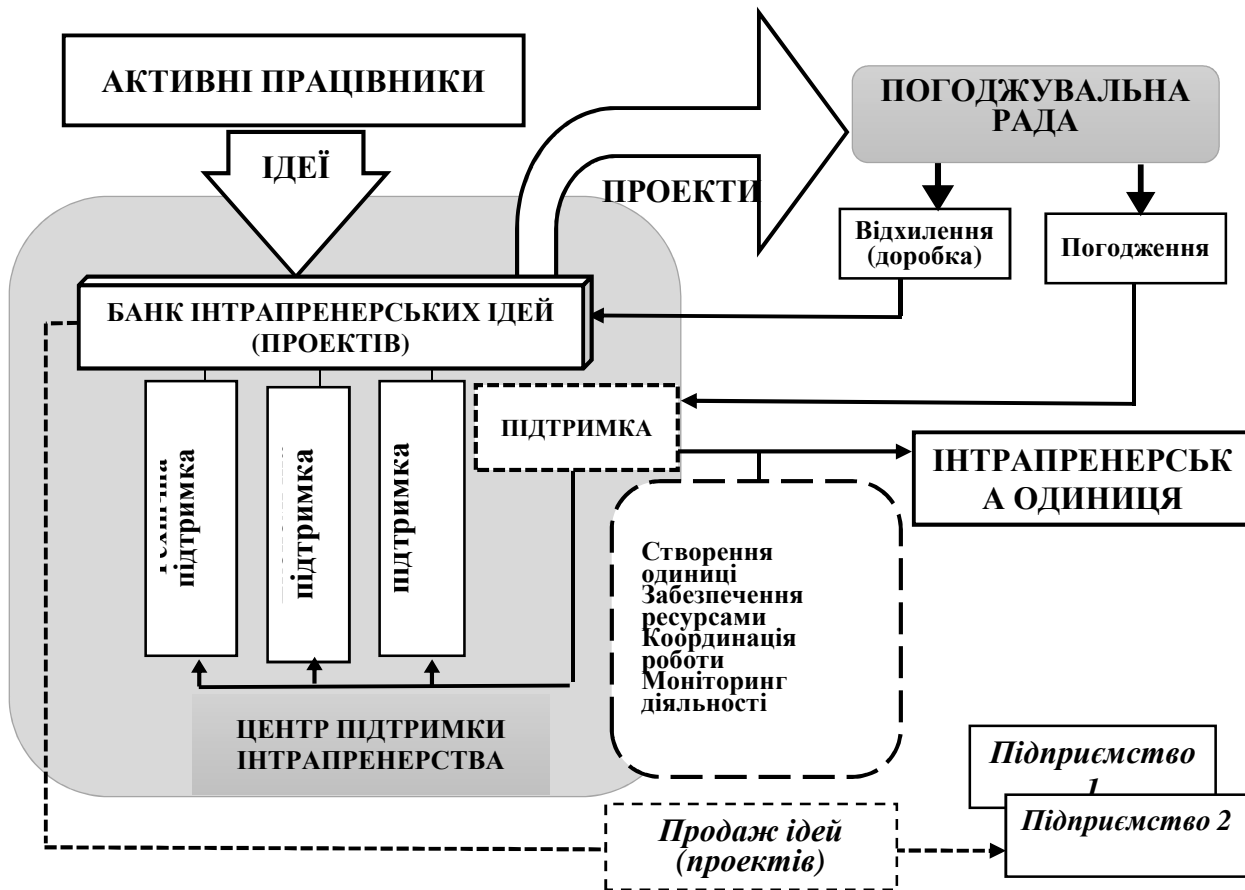 АКТИВНІ ПРАЦІВНИКИ
ІДЕЇ
ПРОЕКТИ
ПОГОДЖУВАЛЬНА
РАДА
Відхилення
(доробка)
Погодження
БАНК ІНТРАПРЕНЕРСЬКИХ ІДЕЙ
(ПРОЕКТІВ)
підтримка
підтримка
підтримка
ПІДТРИМКА
ІНТРАПРЕНЕРСЬК
А ОДИНИЦЯ
Створення
одиниці
Забезпечення
ресурсами
Координація
роботи
Моніторинг
діяльності
ЦЕНТР ПІДТРИМКИ
ІНТРАПРЕНЕРСТВА
Підприємство
1
Підприємство 2
Продаж ідей
(проектів)